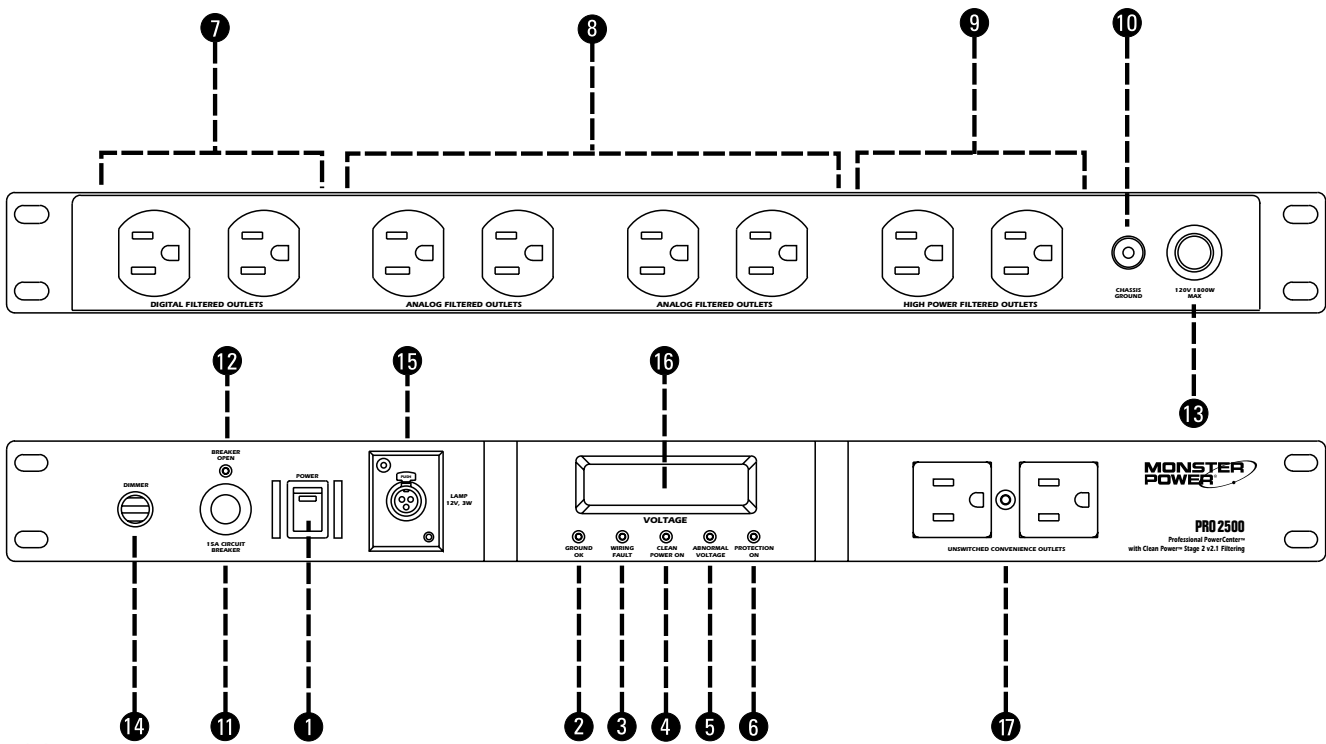 7 8 9 10
DIGITAL FILTERED OUTLETS ANALOG FILTERED OUTLETS ANALOG FILTERED OUTLETS HIGH POWER FILTERED OUTLETS
CHASSIS
GROUND
120V 1800W
MAX
12 15 16 13
BREAKER
OPEN
DIMMER
POWER
PUSH
LAMP
12V, 3W
15A CIRCUIT
BREAKER
VOLTAGE
GROUND
OK
WIRING
FAULT
CLEAN
POWER ON
ABNORMAL
VOLTAGE
PROTECTION
ON
UNSWITCHED CONVENIENCE OUTLETS
MONSTER
POWER®
PRO 2500
Professional PowerCenter™
with Clean Power™ Stage 2 v2.1 Filtering
14 11 1 2 3 4 5 6 17